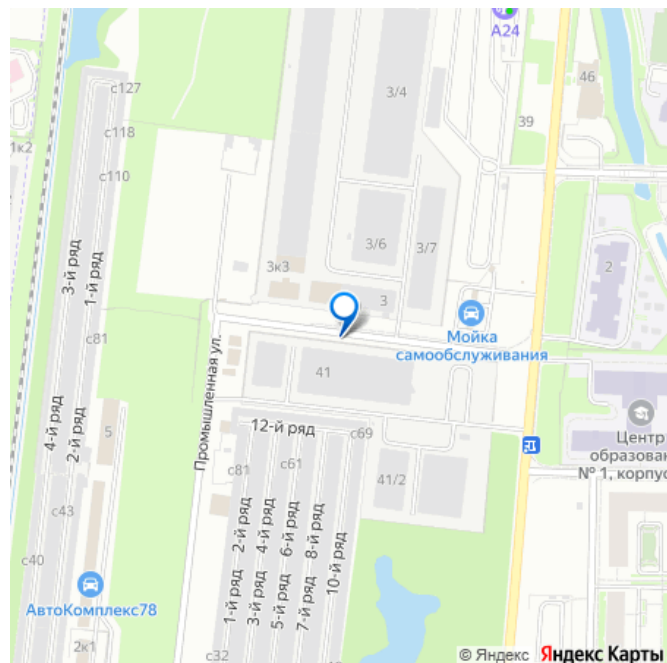 А24
46
с127
3/4
39
с118
1к2
с110
3-й ряд
1-й ряд
3/6
3/7
3к3
2
3
с81
Мойка
самообслуживания
Промышленная ул.
41
4-й ряд
2-й ряд
5
12-й ряд
с69
Центр
образован
№ 1, корпус
с81
с61
41/2
с43
2-й ряд
4-й ряд
6-й ряд
8-й ряд
10-й ряд
1-й ряд
3-й ряд
5-й ряд
7-й ряд
с40
АвтоКомплекс78
2к1
с32
© Яндекс Яндекс Карты